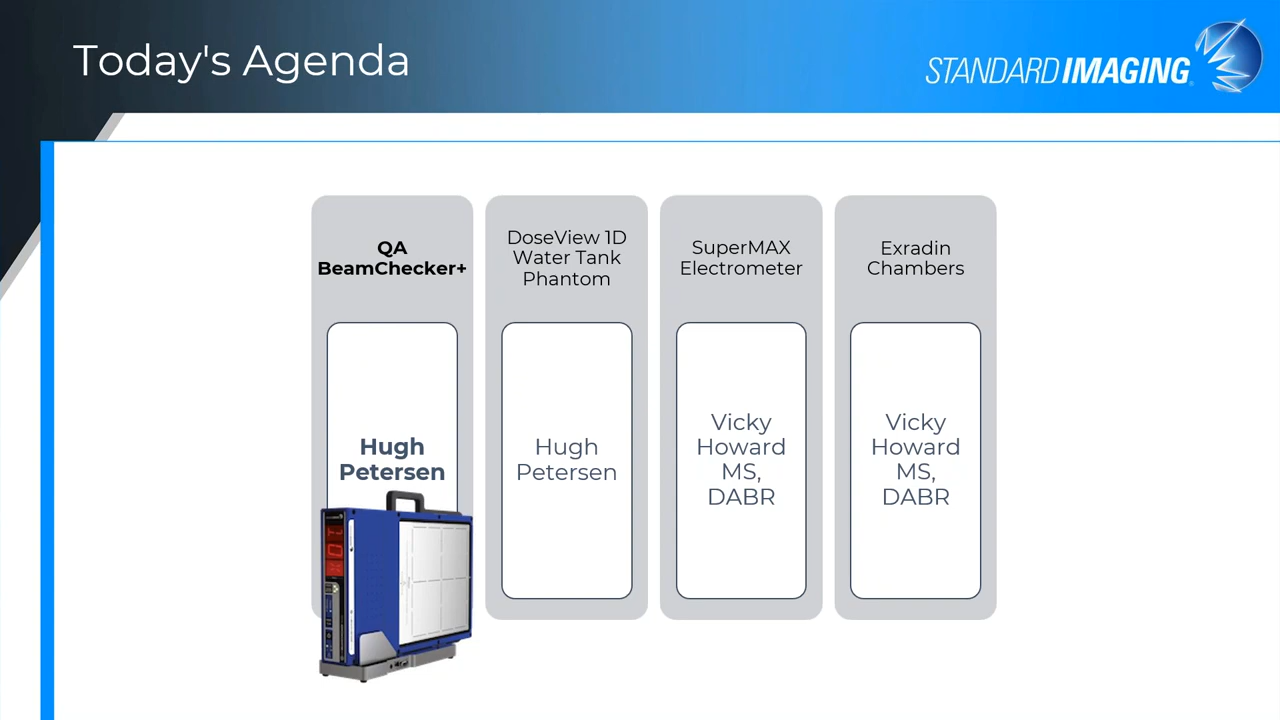 Today's Agenda
STANDARD IMAGING
QA
BeamChecker+
Hugh
Petersen
DoseView 1D
Water Tank
Phantom
Hugh
Petersen
SuperMAX
Electrometer
Vicky
Howard
MS,
DABR
Exradin
Chambers
Vicky
Howard
MS,
DABR